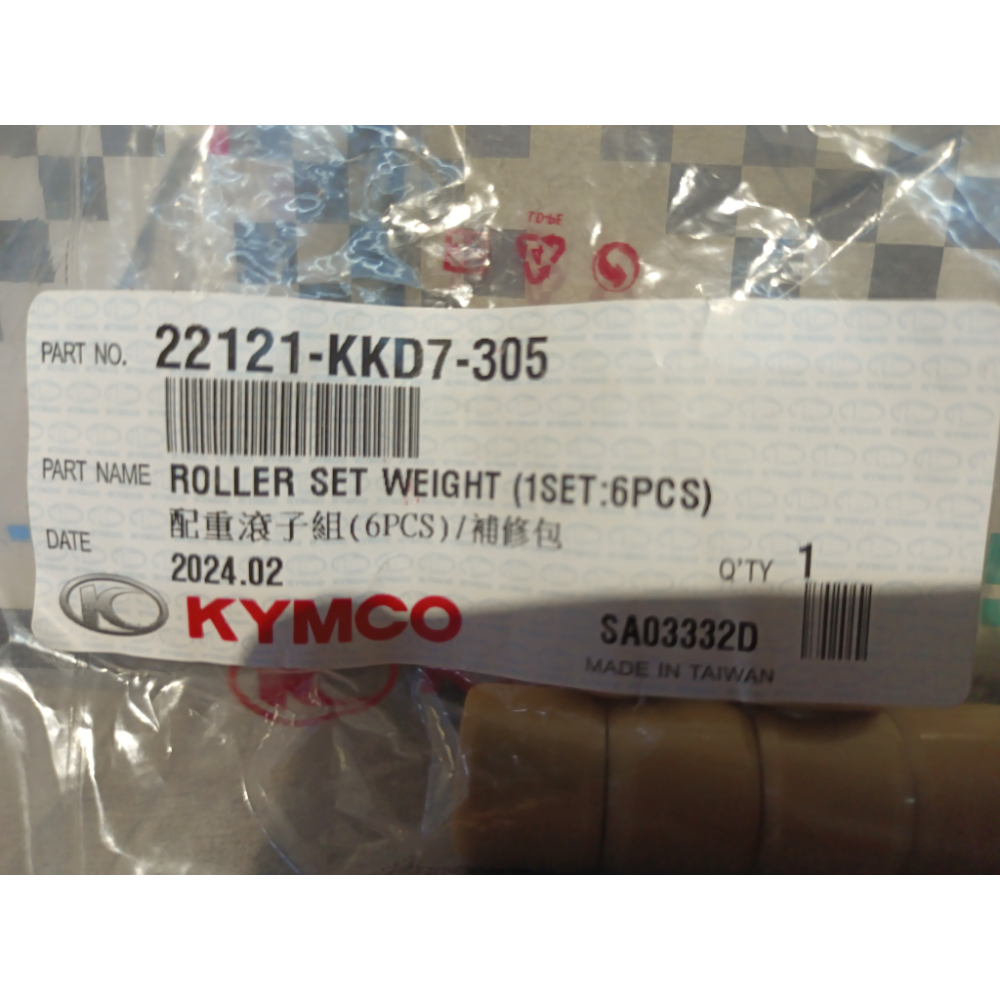 PART NO. 22121-KKD7-305
PART NAME ROLLER SET WEIGHT (1SET:6PCS)
配重滾子組(6PCS)/補修包
DATE 2024.02 Q'TY 1
KYMCO SA03332D
MADE IN TAIWAN